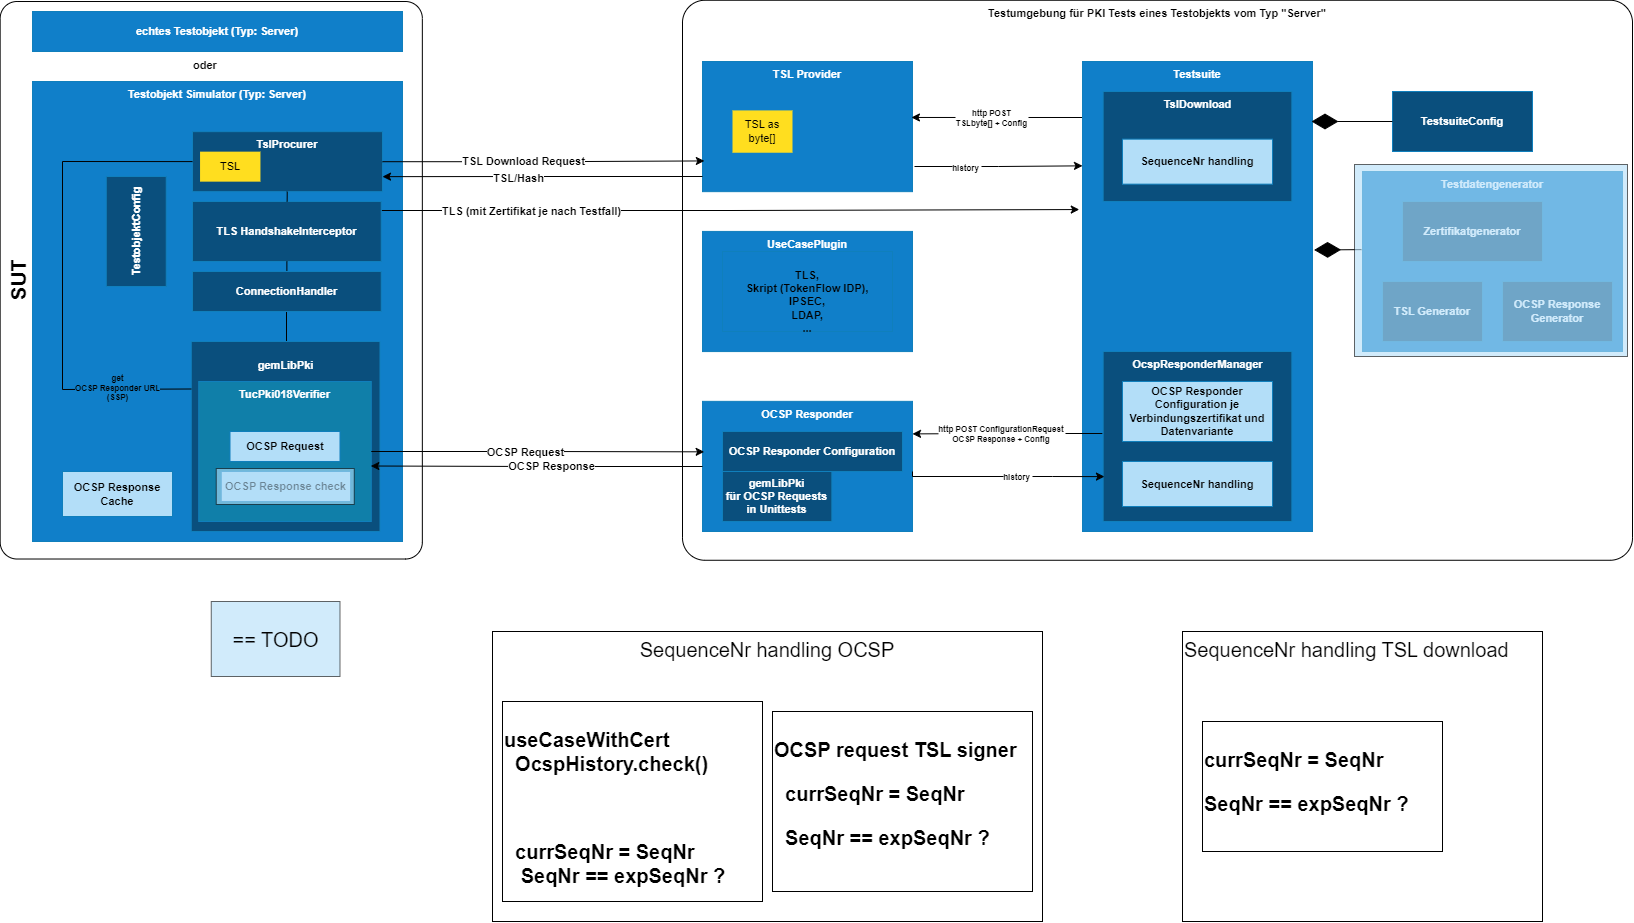 SUT
echtes Testobjekt (Typ: Server)
oder
Testobjekt Simulator (Typ: Server)
TslProcurer
TSL
TestobjektConfig
TLS HandshakeInterceptor
ConnectionHandler
gemLibPki
get
OCSP Responder URL
(SSP)
TucPki018Verifier
OCSP Request
OCSP Response check
OCSP Response
Cache
TSL Download Request
TSL/Hash
TLS (mit Zertifikat je nach Testfall)
OCSP Request
OCSP Response
Testumgebung für PKI Tests eines Testobjekts vom Typ "Server"
TSL Provider
TSL as
byte[]
http POST
TSLbyte[] + Config
history
UseCasePlugin
TLS,
Skript (TokenFlow IDP),
IPSEC,
LDAP,
...
OCSP Responder
OCSP Responder Configuration
gemLibPki
für OCSP Requests
in Unittests
http POST ConfigurationRequest
OCSP Response + Config
history
Testsuite
TslDownload
SequenceNr handling
OcspResponderManager
OCSP Responder
Configuration je
Verbindungszertifikat und
Datenvariante
SequenceNr handling
TestsuiteConfig
Testdatengenerator
Zertifikatgenerator
TSL Generator
OCSP Response
Generator
== TODO
SequenceNr handling OCSP
useCaseWithCert
OcspHistory.check()
currSeqNr = SeqNr
SeqNr == expSeqNr ?
OCSP request TSL signer
currSeqNr = SeqNr
SeqNr == expSeqNr ?
SequenceNr handling TSL download
currSeqNr = SeqNr
SeqNr == expSeqNr ?